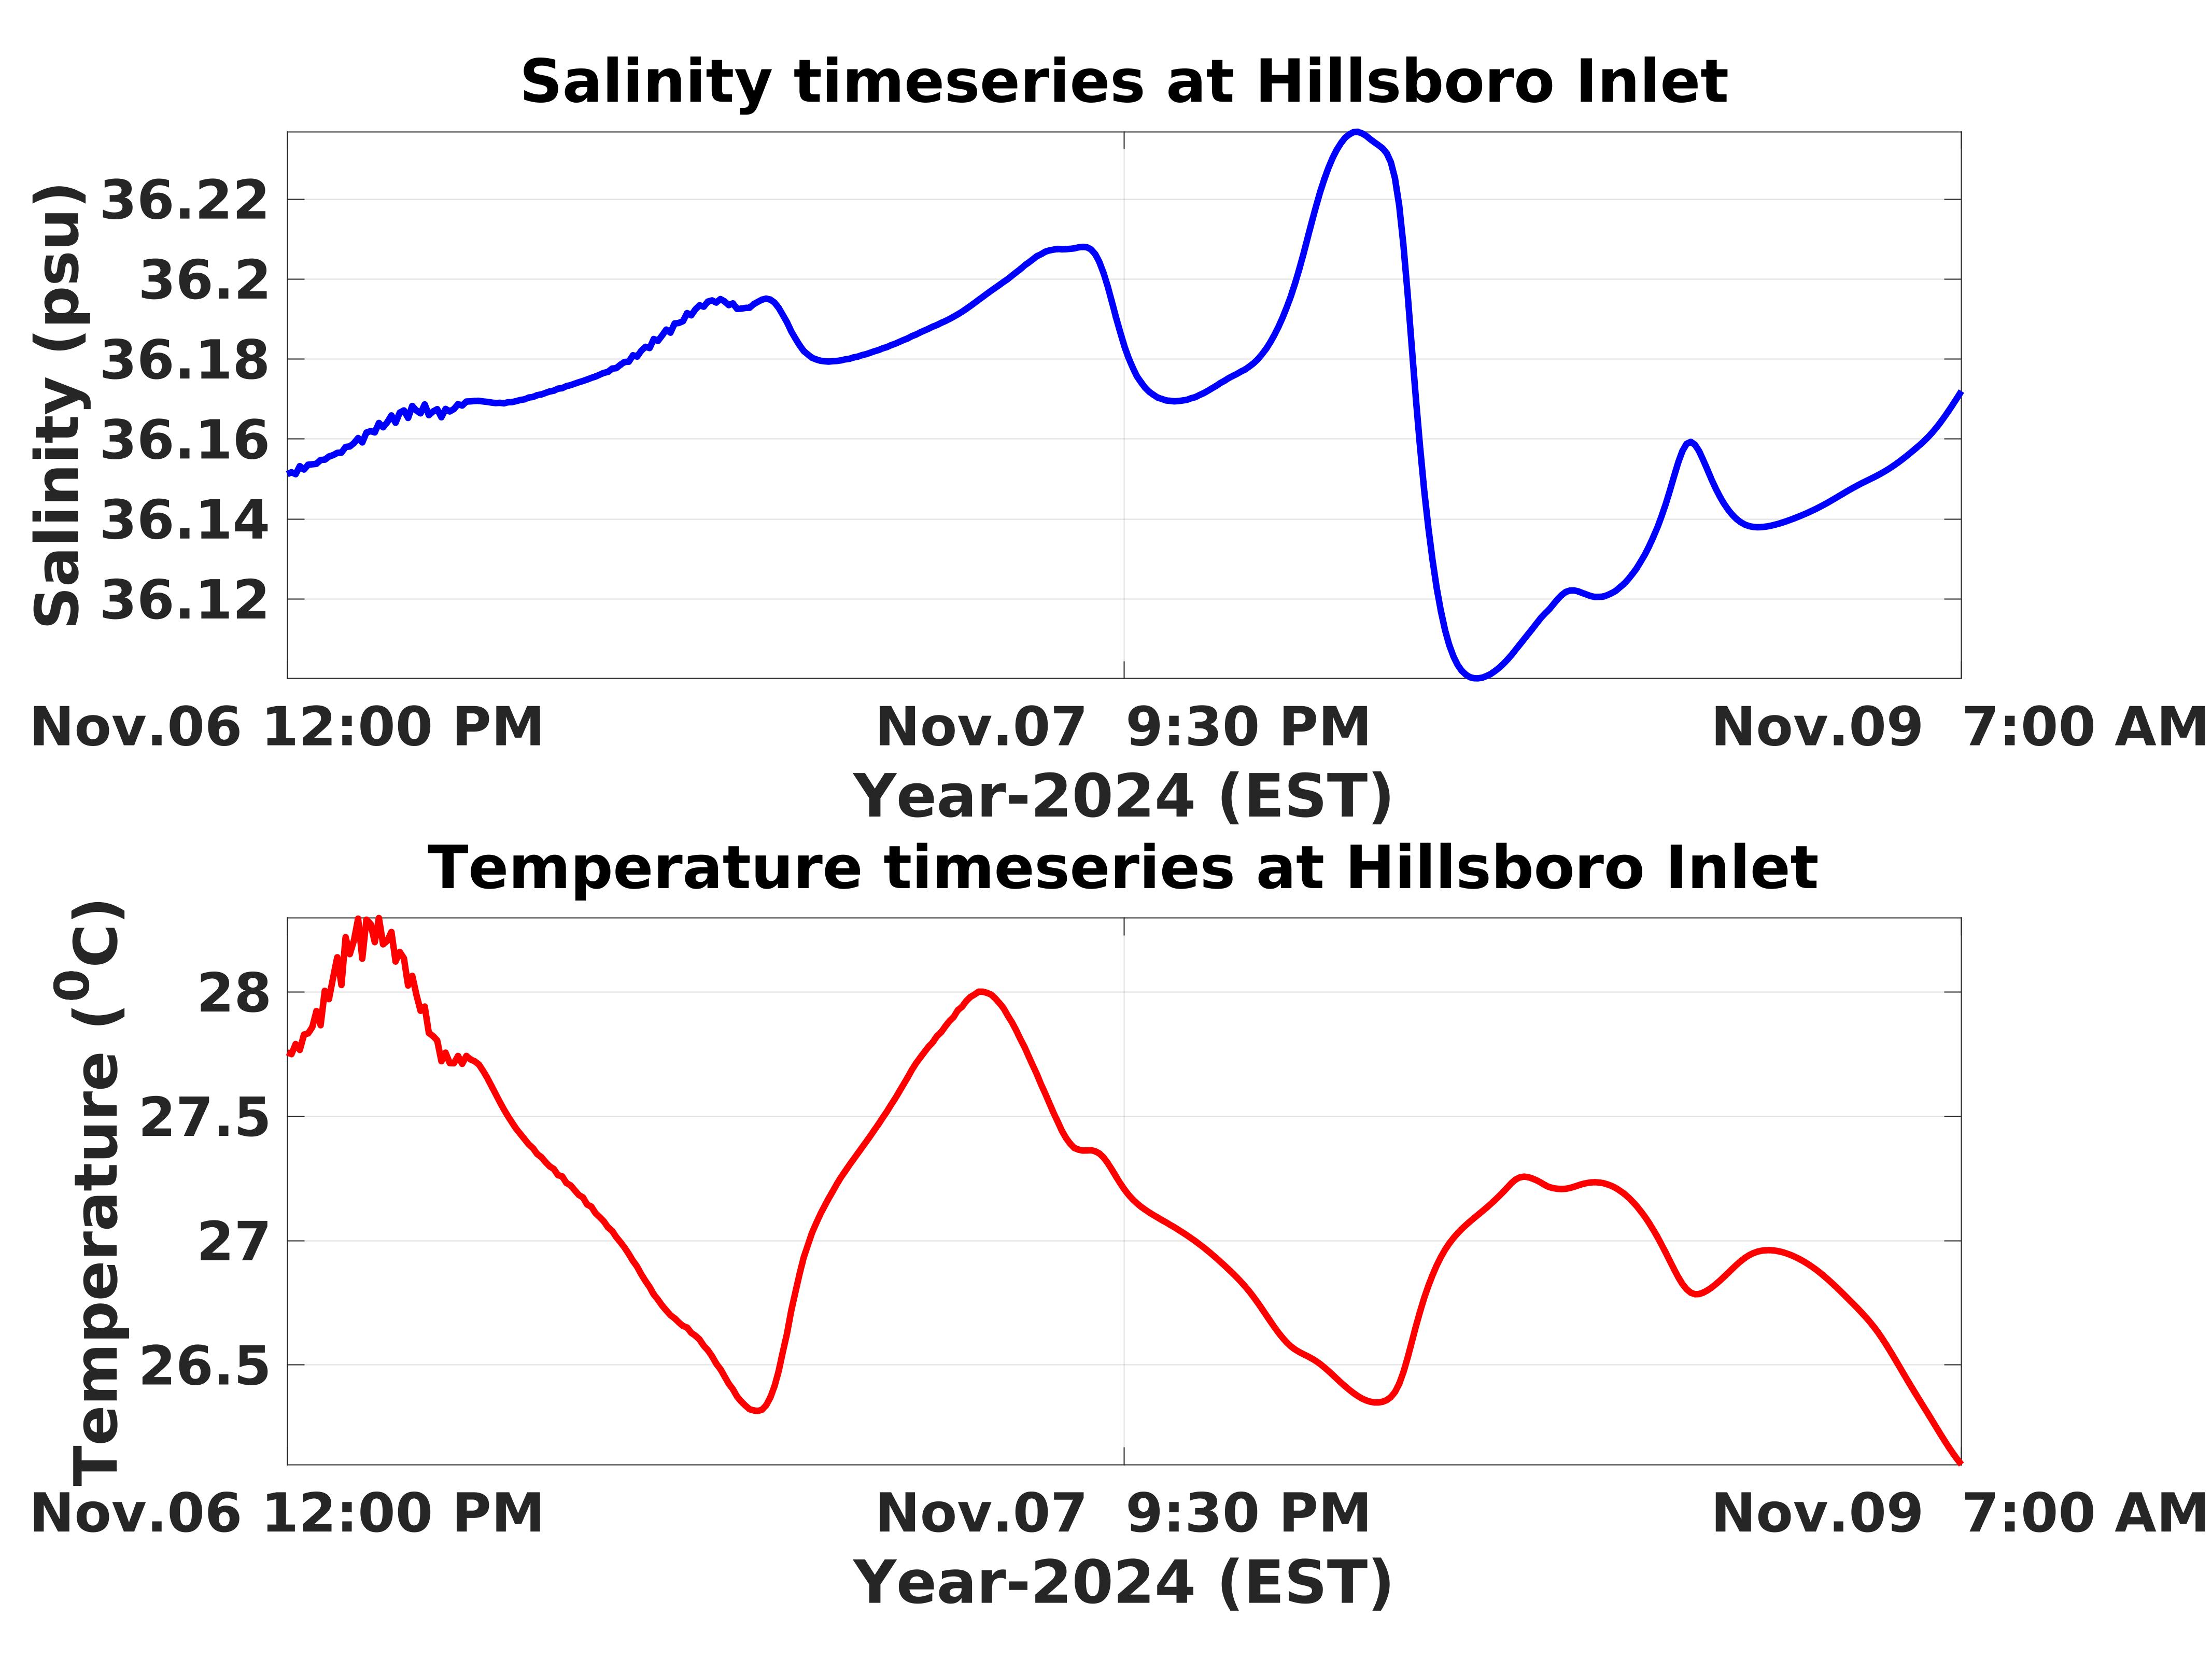 Salinity timeseries at Hillsboro Inlet
Salinity (psu)
36.22
36.2
36.18
36.16
36.14
36.12
Nov.06 12:00 PM Nov.07 9:30 PM Nov.09 7:00 AM
Year-2024 (EST)
Temperature timeseries at Hillsboro Inlet
Temperature (⁰C)
28
27.5
27
26.5
Nov.06 12:00 PM Nov.07 9:30 PM Nov.09 7:00 AM
Year-2024 (EST)